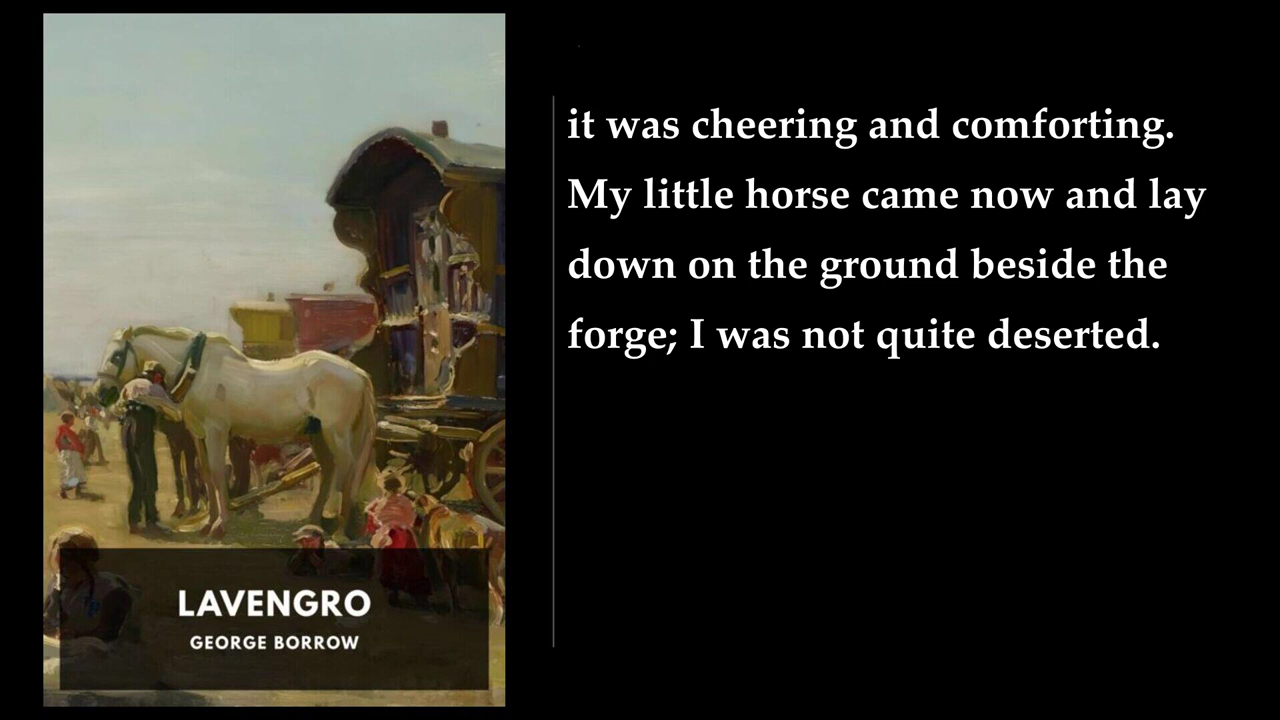 it was cheering and comforting.
My little horse came now and lay
down on the ground beside the
forge; I was not quite deserted.
LAVENGRO
GEORGE BORROW